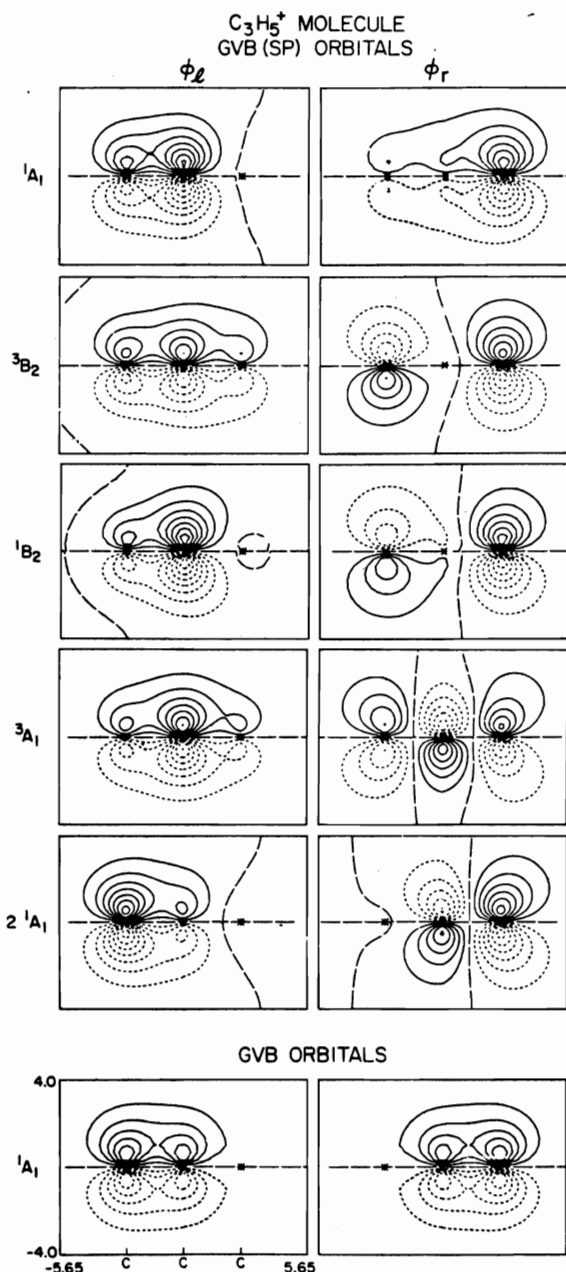 C₃H₅⁺ MOLECULE
GVB (SP) ORBITALS
ϕℓ ϕr
¹A₁
³B₂
¹B₂
³A₁
2 ¹A₁
GVB ORBITALS
4.0
¹A₁
-4.0
-5.65 C C C 5.65